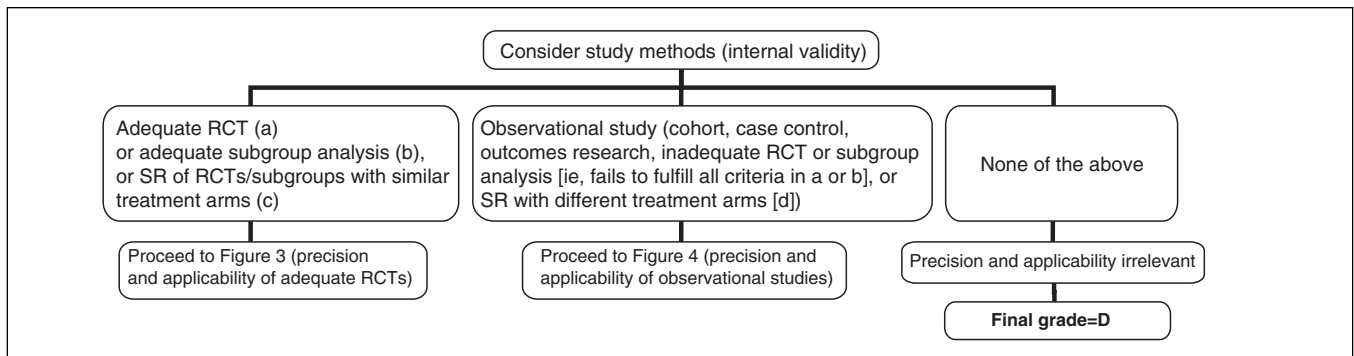 Consider study methods (internal validity)
Adequate RCT (a)
or adequate subgroup analysis (b),
or SR of RCTs/subgroups with similar
treatment arms (c)
Observational study (cohort, case control,
outcomes research, inadequate RCT or subgroup
analysis [ie, fails to fulfill all criteria in a or b], or
SR with different treatment arms [d])
None of the above
Proceed to Figure 3 (precision
and applicability of adequate RCTs)
Proceed to Figure 4 (precision and
applicability of observational studies)
Precision and applicability irrelevant
Final grade=D